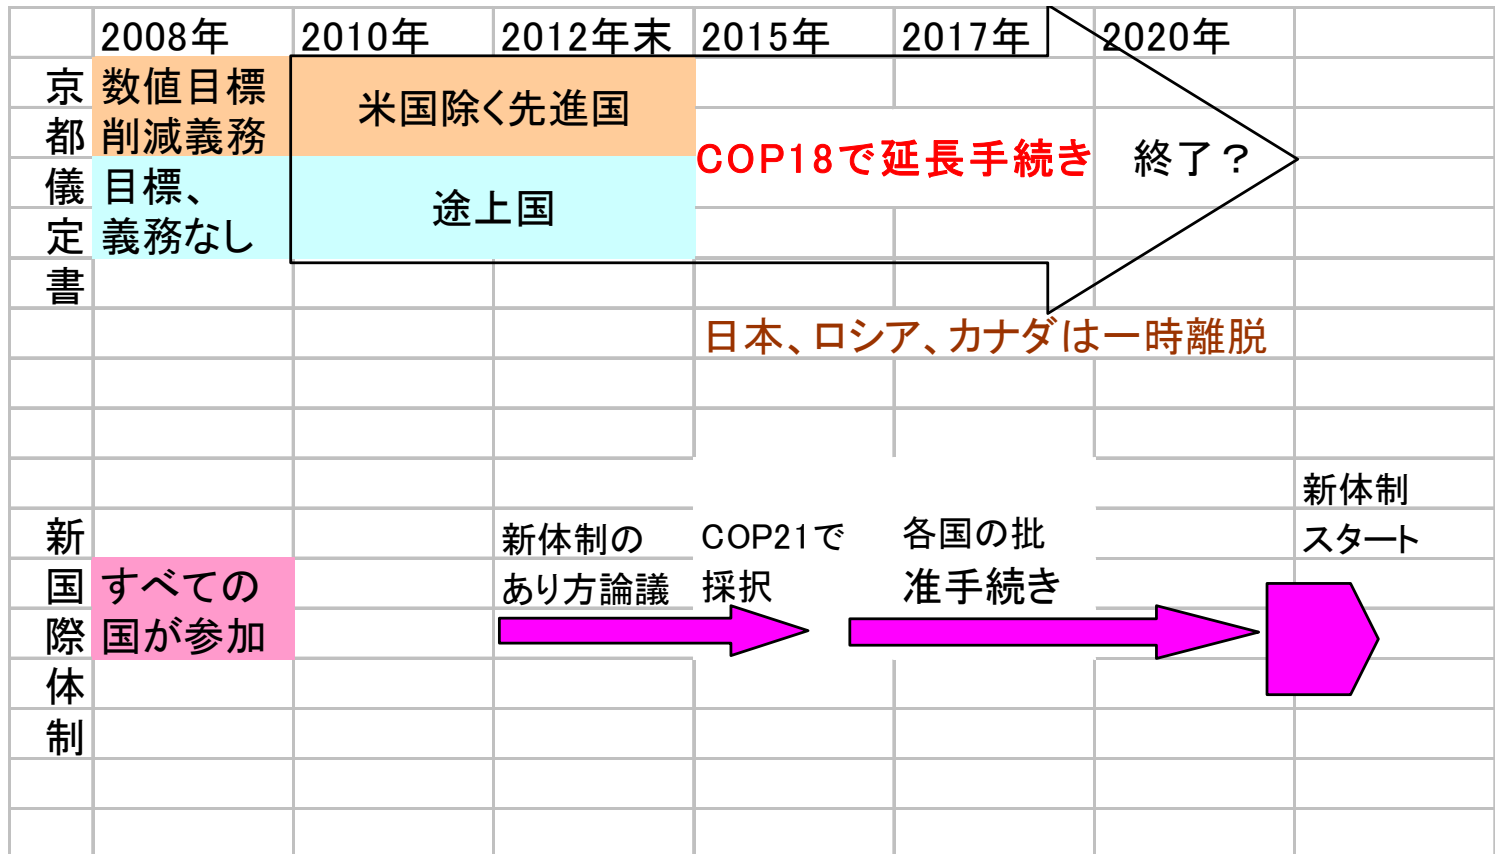 2008年 2010年 2012年末 2015年 2017年 2020年
京都儀定書
数値目標
削減義務
米国除く先進国
目標、
義務なし
途上国
COP18で延長手続き
終了？
日本、ロシア、カナダは一時離脱
新国際体制
すべての
国が参加
新体制の
あり方論議
COP21で
採択
各国の批
准手続き
新体制
スタート